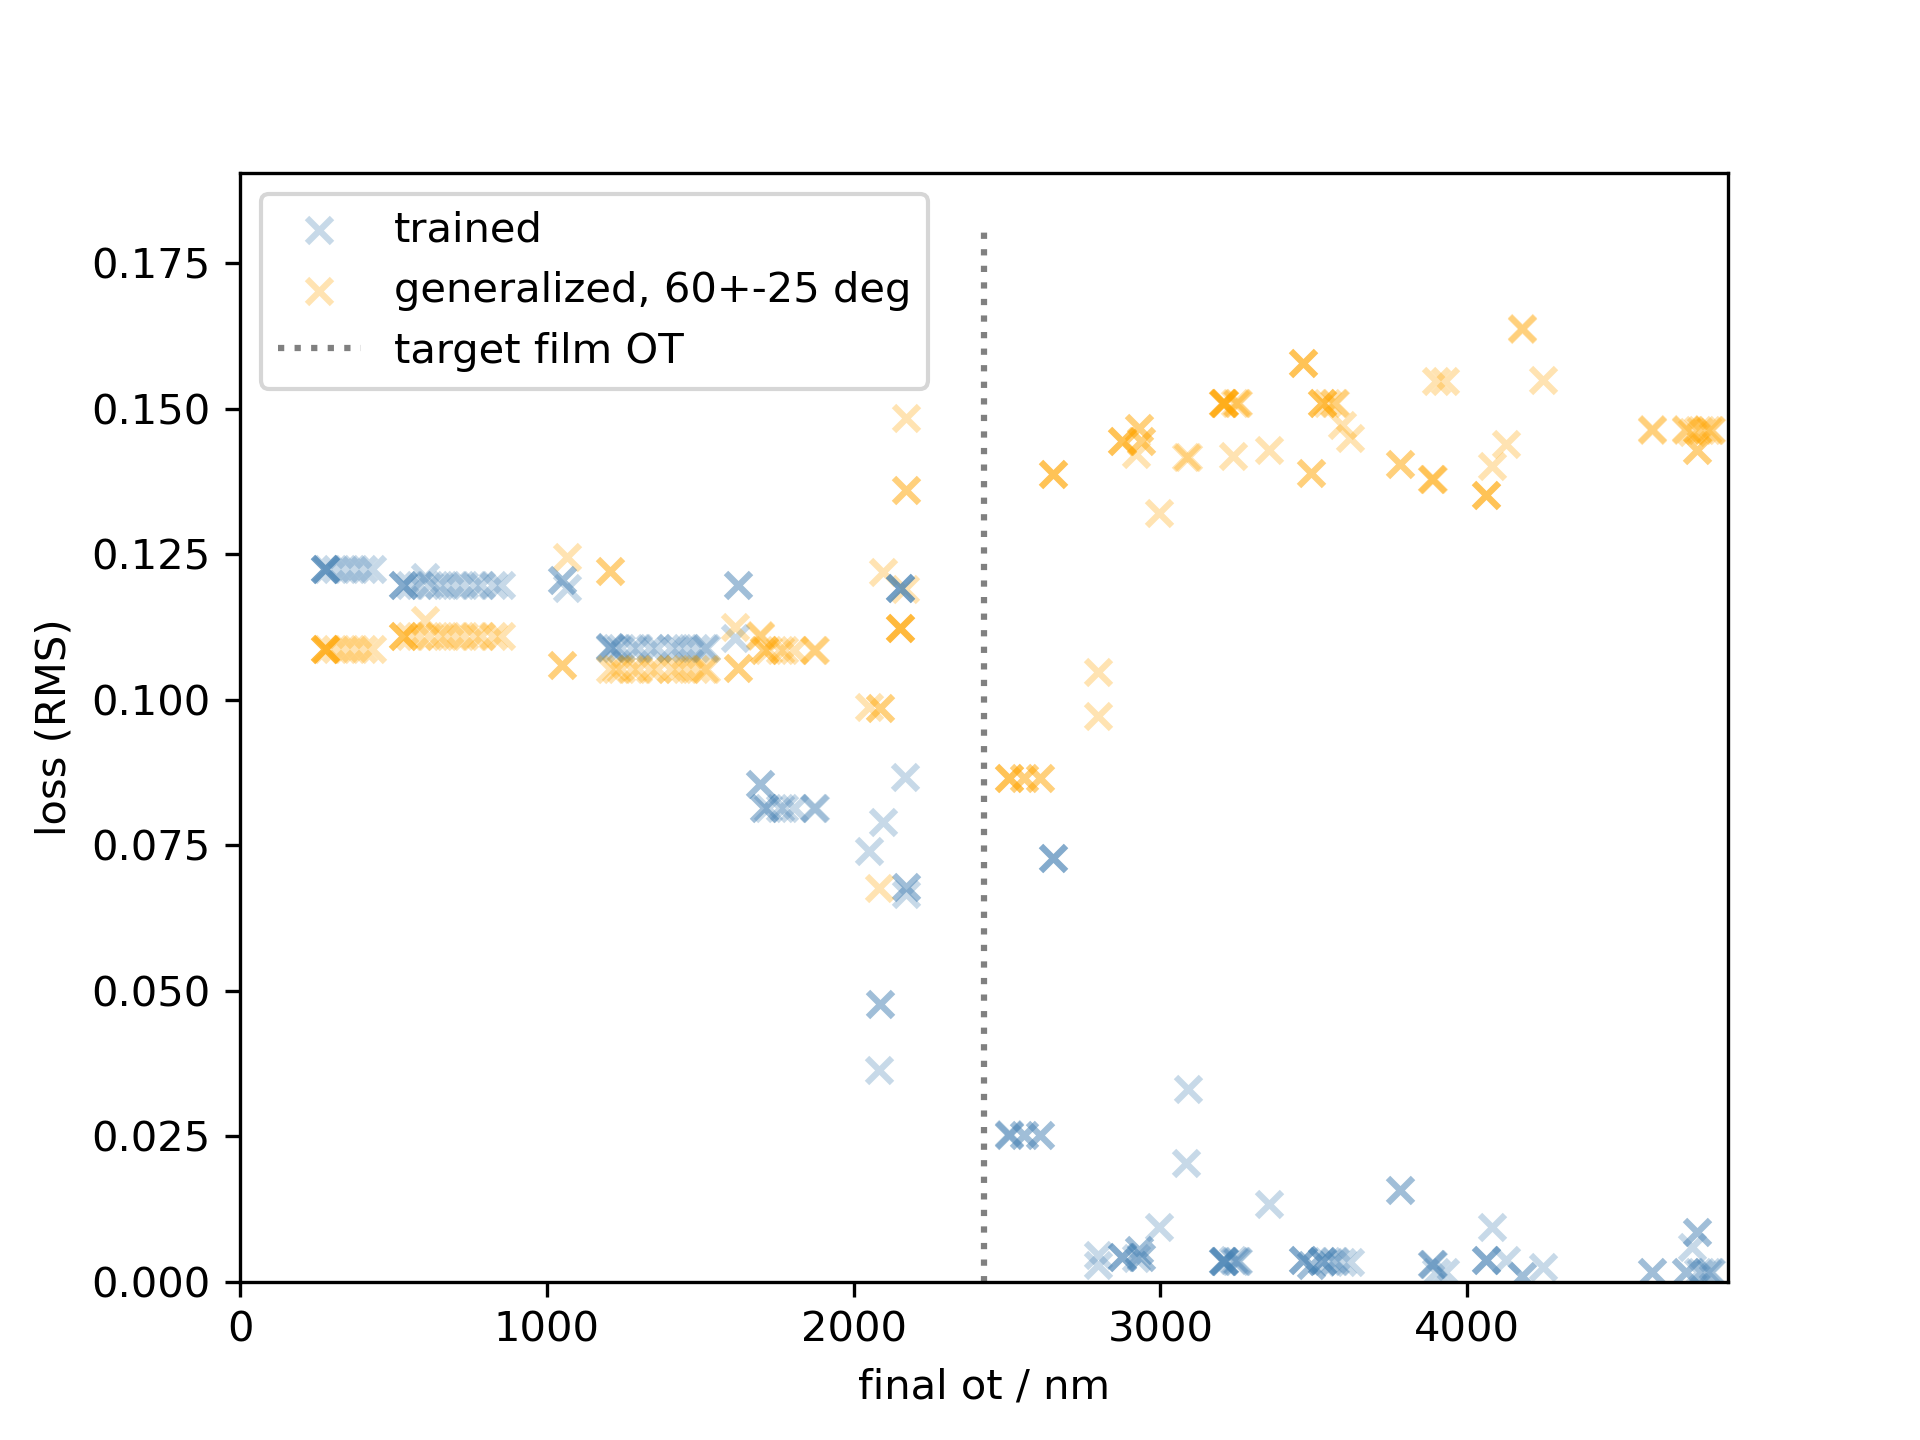 trained
generalized, 60+-25 deg
target film OT
0.175
0.150
0.125
0.100
0.075
0.050
0.025
0.000
loss (RMS)
0
1000
2000
3000
4000
final ot / nm